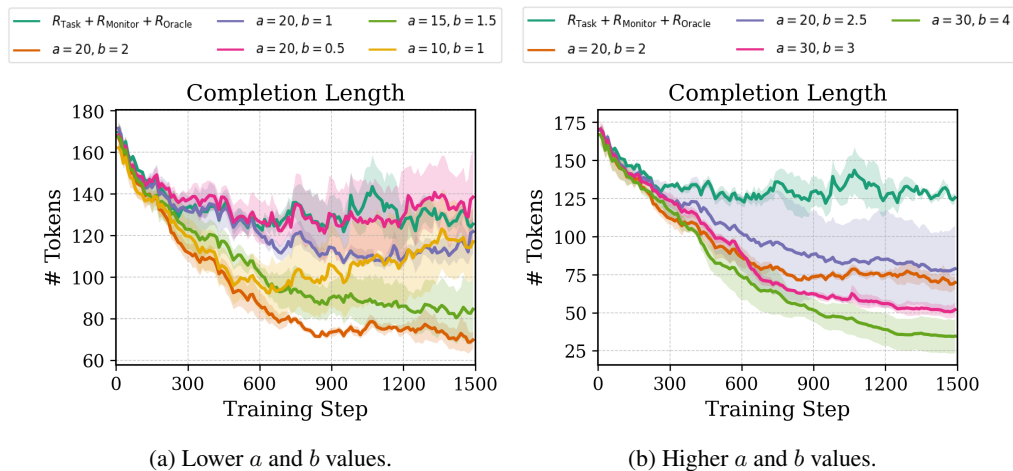 R_Task + R_Monitor + R_Oracle
a = 20, b = 1
a = 15, b = 1.5
a = 20, b = 2
a = 20, b = 0.5
a = 10, b = 1
Completion Length
180
160
140
120
100
80
60
# Tokens
0 300 600 900 1200 1500
Training Step
(a) Lower a and b values.
R_Task + R_Monitor + R_Oracle
a = 20, b = 2.5
a = 30, b = 4
a = 20, b = 2
a = 30, b = 3
Completion Length
175
150
125
100
75
50
25
# Tokens
0 300 600 900 1200 1500
Training Step
(b) Higher a and b values.